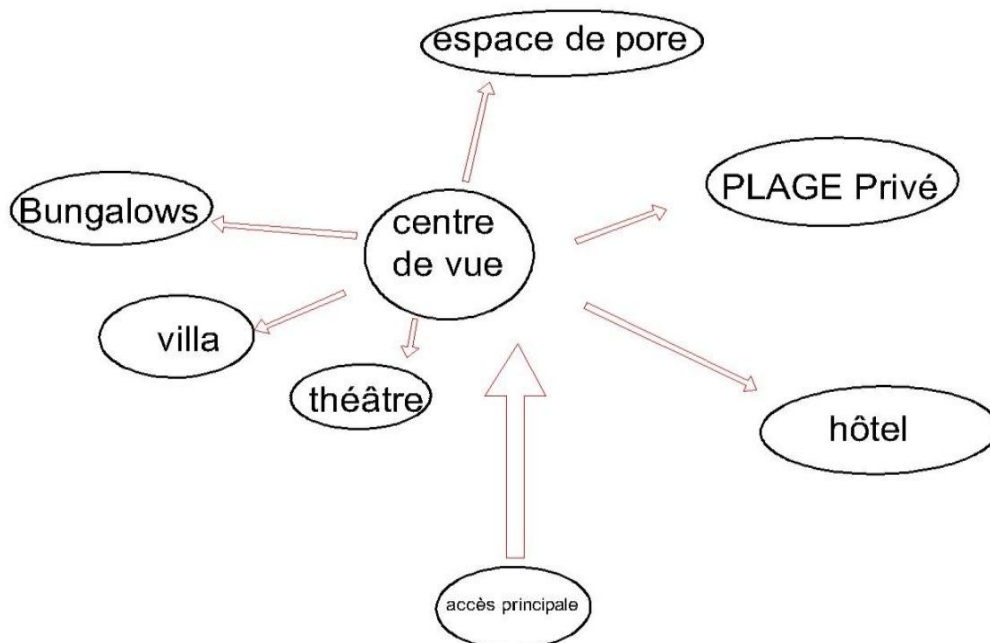 espace de pore
PLAGE Privé
Bungalows
centre
de vue
villa
théâtre
hôtel
accès principale